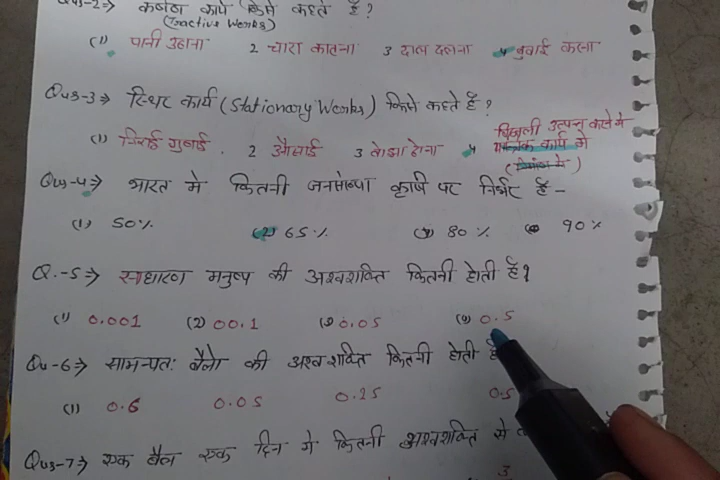 Qus-2⇒ कर्षण कार्य किसे कहते हैं?
(Tractive Works)
(1) पानी उठाना 2 चारा काटना 3 दाल दलना 4 बुवाई करना
Qus-3⇒ स्थिर कार्य (Stationary Works) किसे कहते हैं?
(1) निराई गुड़ाई. 2 ओसाई 3 बोझा ढोना 4 बिजली उत्पन्न करने मे
कार्य को
Qus-4⇒ भारत मे कितनी जनसंख्या कृषि पर निर्भर है -
(1) 50% (2) 65% (3) 80% 90%
Q.-5⇒ साधारण मनुष्य की अश्वशक्ति कितनी होती है?
(1) 0.001 (2) 00.1 (3) 0.05 (4) 0.5
Qu-6⇒ सामन्यतः बैलो की अश्वशक्ति कितनी होती है
(1) 0.6 0.05 0.25 0.5
Qus-7⇒ एक बैल एक दिन मे कितनी अश्वशक्ति से
3